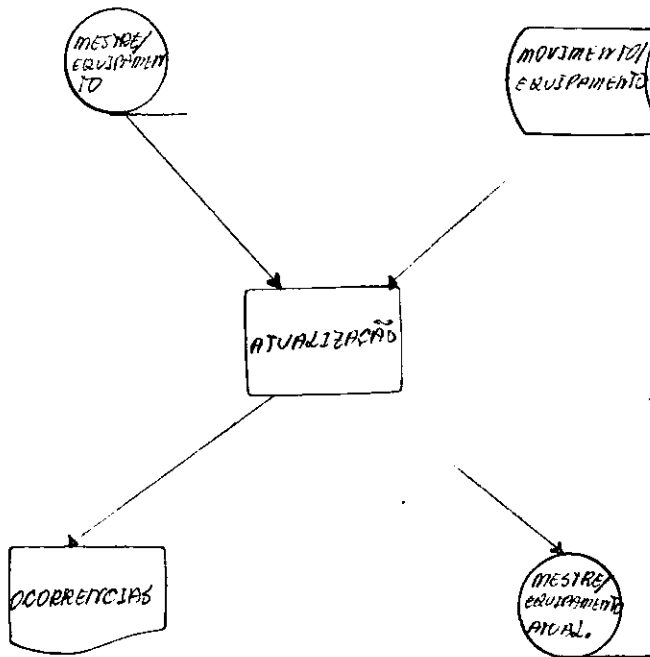 MESTRE/
EQUIPAMEN
TO
MOVIMENTO/
EQUIPAMENTO
ATUALIZAÇÃO
OCORRENCIAS
MESTRE/
EQUIPAMENTO
ATUAL.